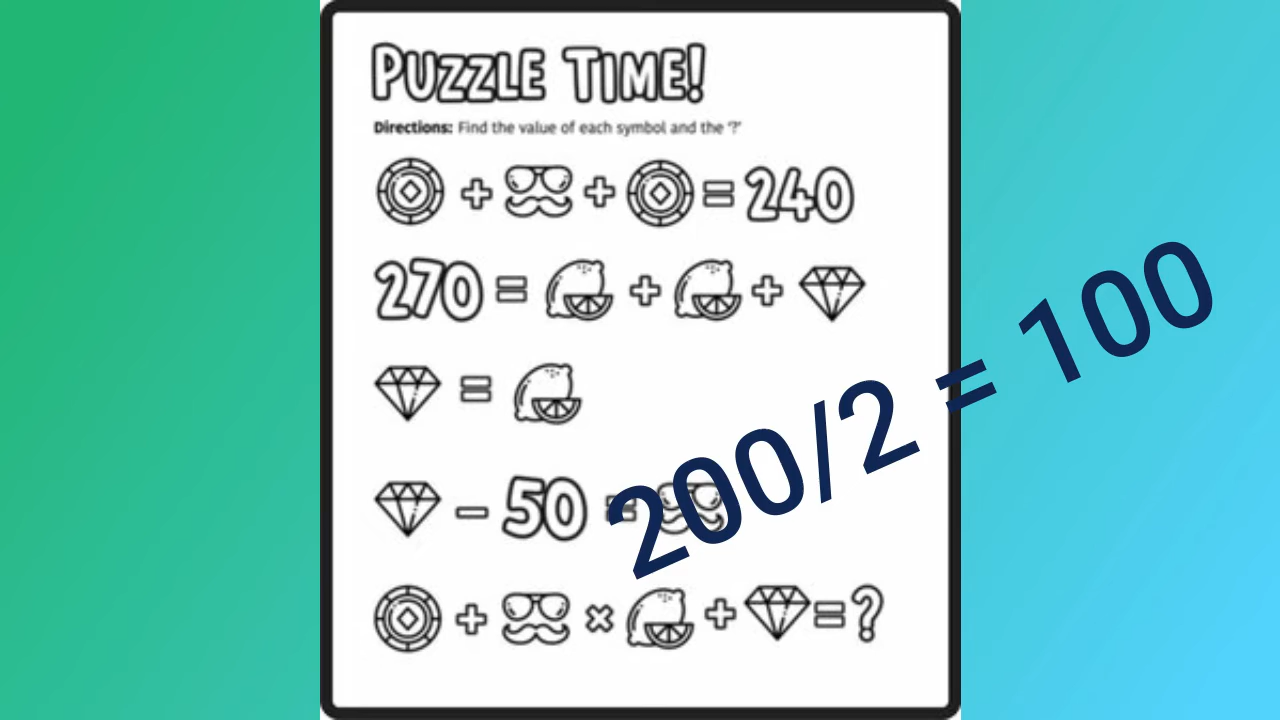 PUZZLE TIME!
Directions: Find the value of each symbol and the '?'
+ + = 240
270 = + +
=
- 50 =
200/2 = 100
+ × + = ?